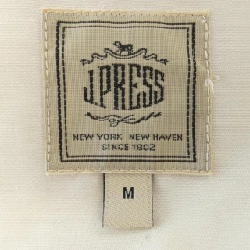 J.PRESS
NEW YORK NEW HAVEN
SINCE 1902
M